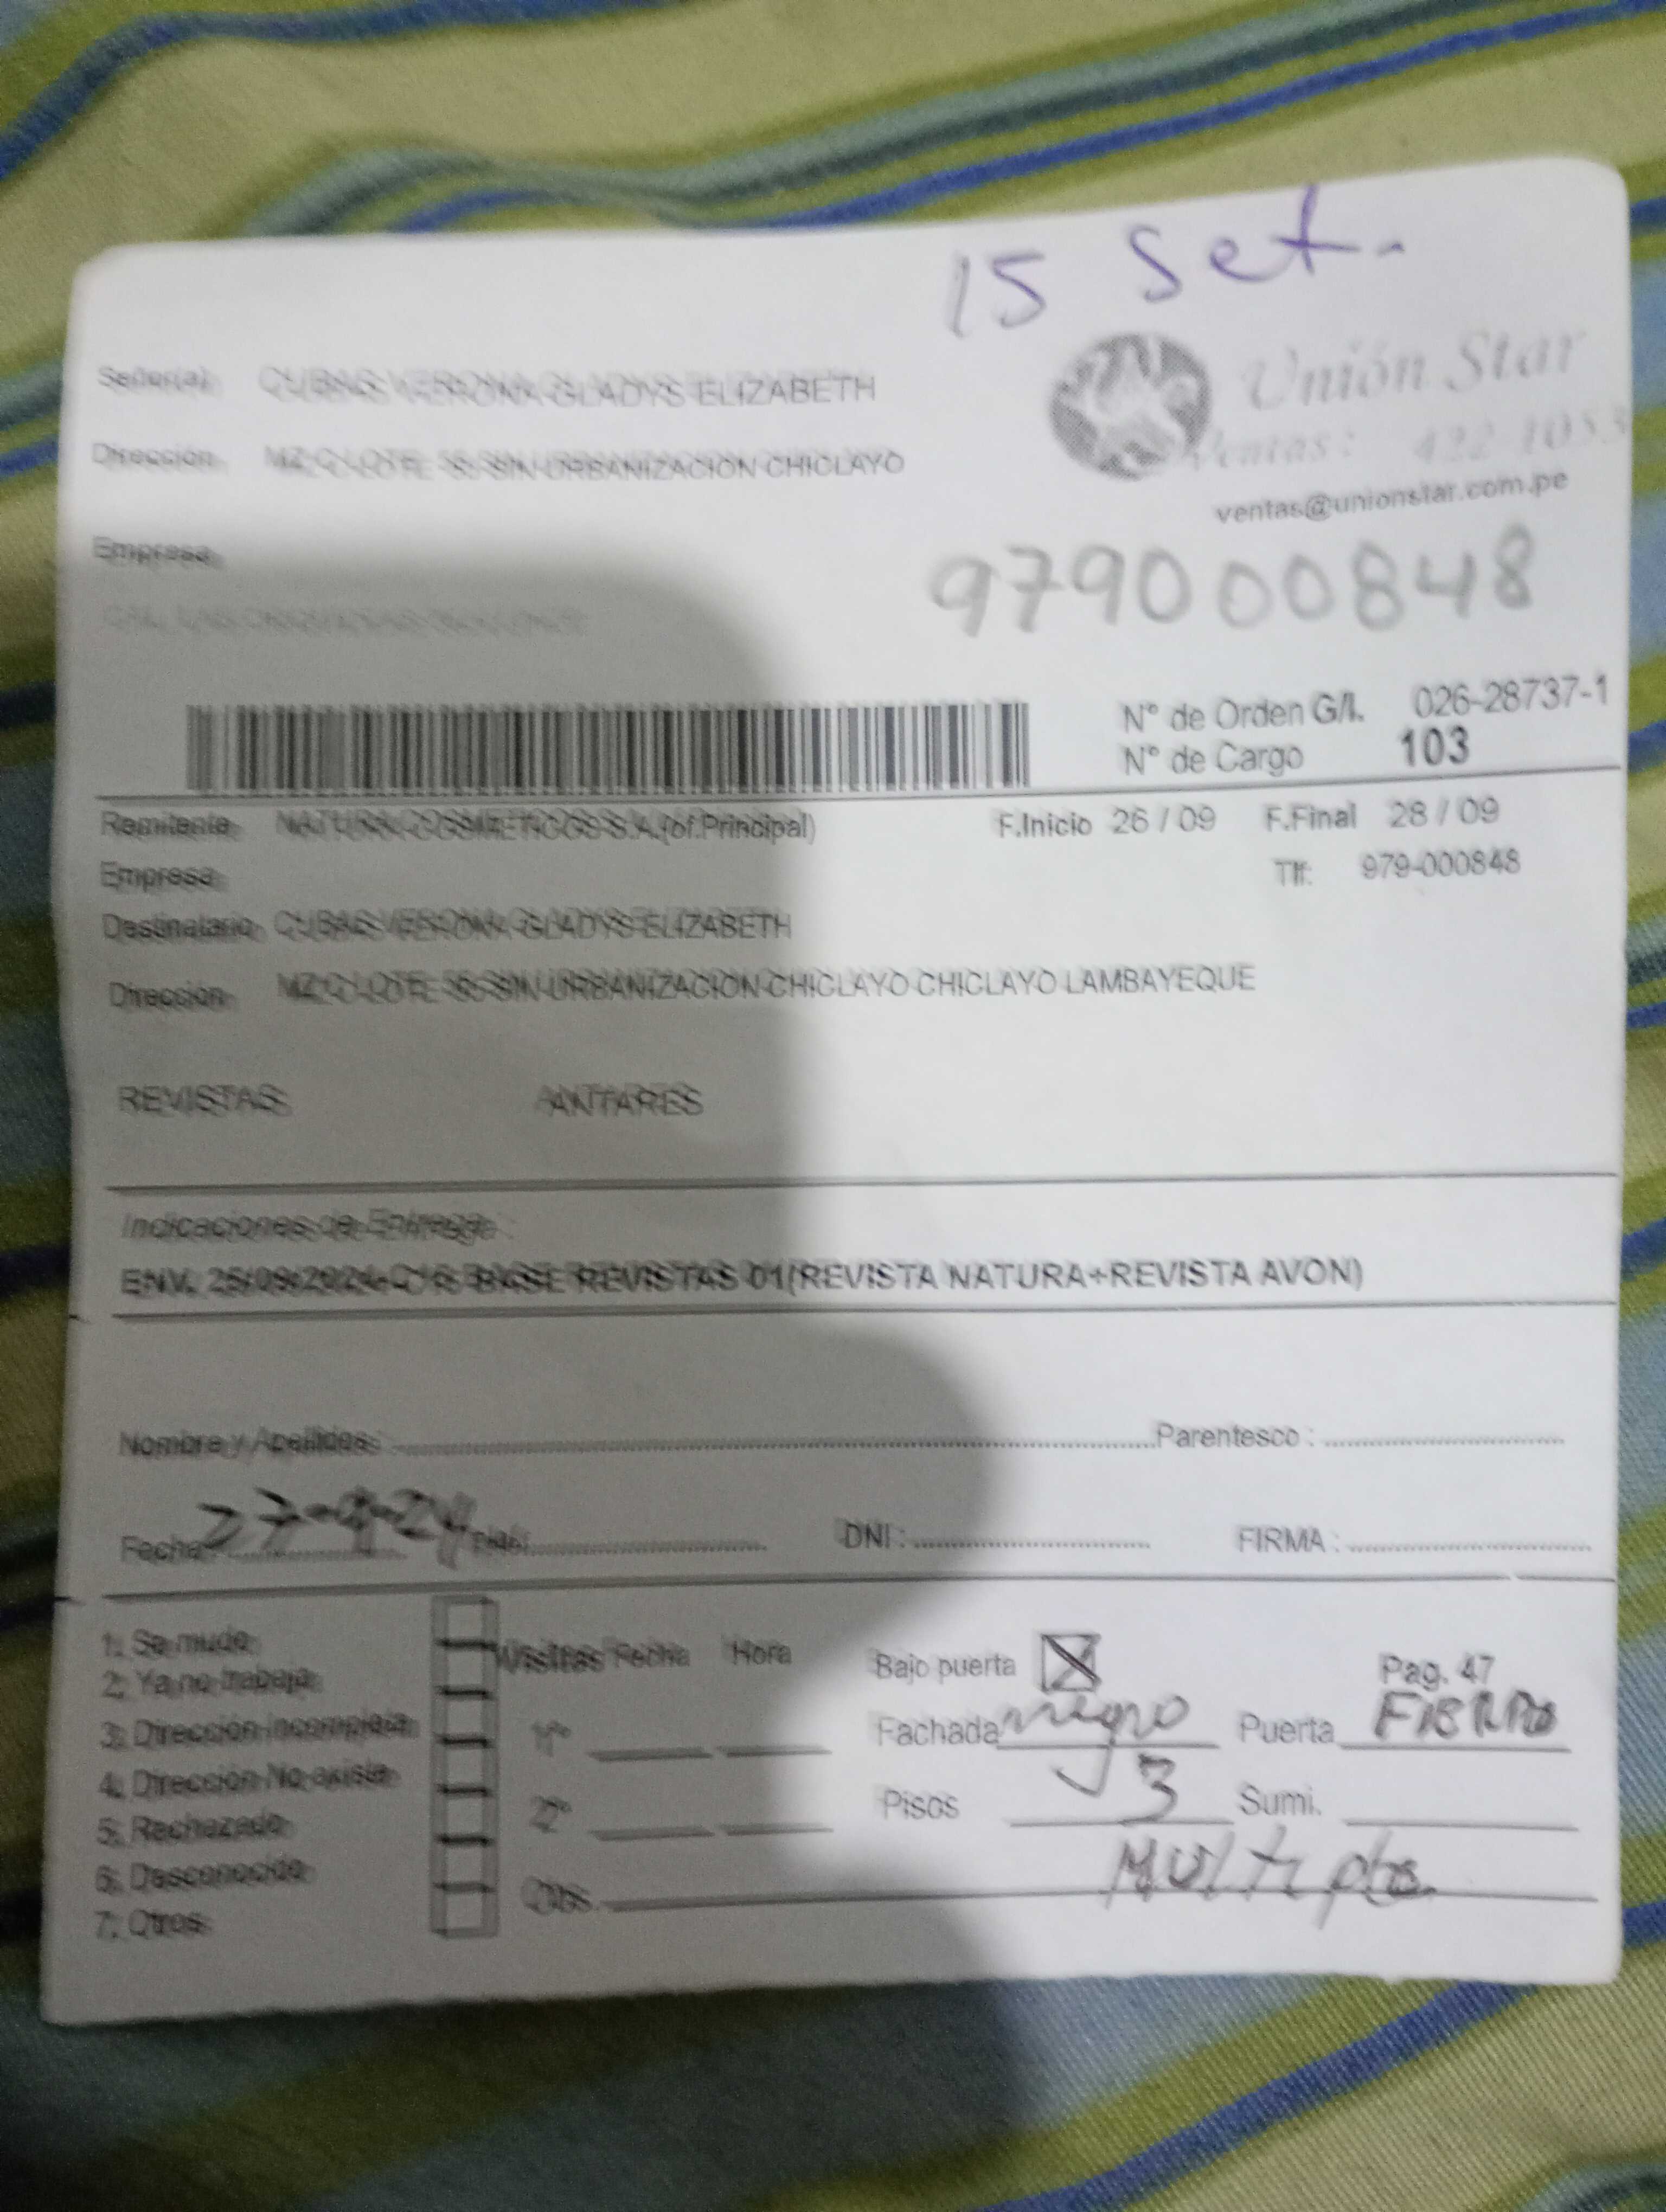 15 Set.
Señor(a): CUBAS VERONA GLADYS ELIZABETH
Unión Star
Dirección: MZ C LOTE 55 SIN URBANIZACION CHICLAYO
Ventas: 422-1053
ventas@unionstar.com.pe
Empresa:
979000848
N° de Orden G/I. 026-28737-1
N° de Cargo 103
Remitente: NATURA COSMETICOS S.A.(of.Principal) F.Inicio 26 / 09 F.Final 28 / 09
Empresa: Tlf: 979-000848
Destinatario: CUBAS VERONA GLADYS ELIZABETH
Dirección: MZ C LOTE 55 SIN URBANIZACION CHICLAYO CHICLAYO LAMBAYEQUE
REVISTAS ANTARES
Indicaciones de Entrega :
ENV. BASE REVISTAS 01(REVISTA NATURA+REVISTA AVON)
Nombre y Apellidos : Parentesco :
Fecha: 27-9-24 DNI : FIRMA :
1: Se mudo Visitas Fecha Hora Bajo puerta Pag. 47
2: Ya no trabaja
3: Dirección incompleta 1° Fachada negro Puerta
4: Dirección No existe
5: Rechazado 2° Pisos 3 Sumi.
6: Desconocido
7: Otros Obs.